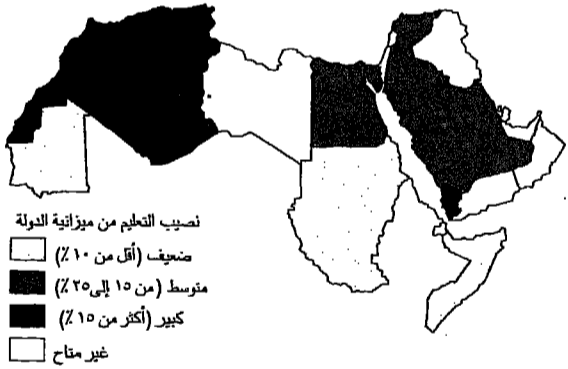 نصيب التعليم من ميزانية الدولة
ضعيف (أقل من ١٠ ٪)
متوسط (من ١٥ إلى ٢٥ ٪)
كبير (أكثر من ١٥ ٪)
غير متاح